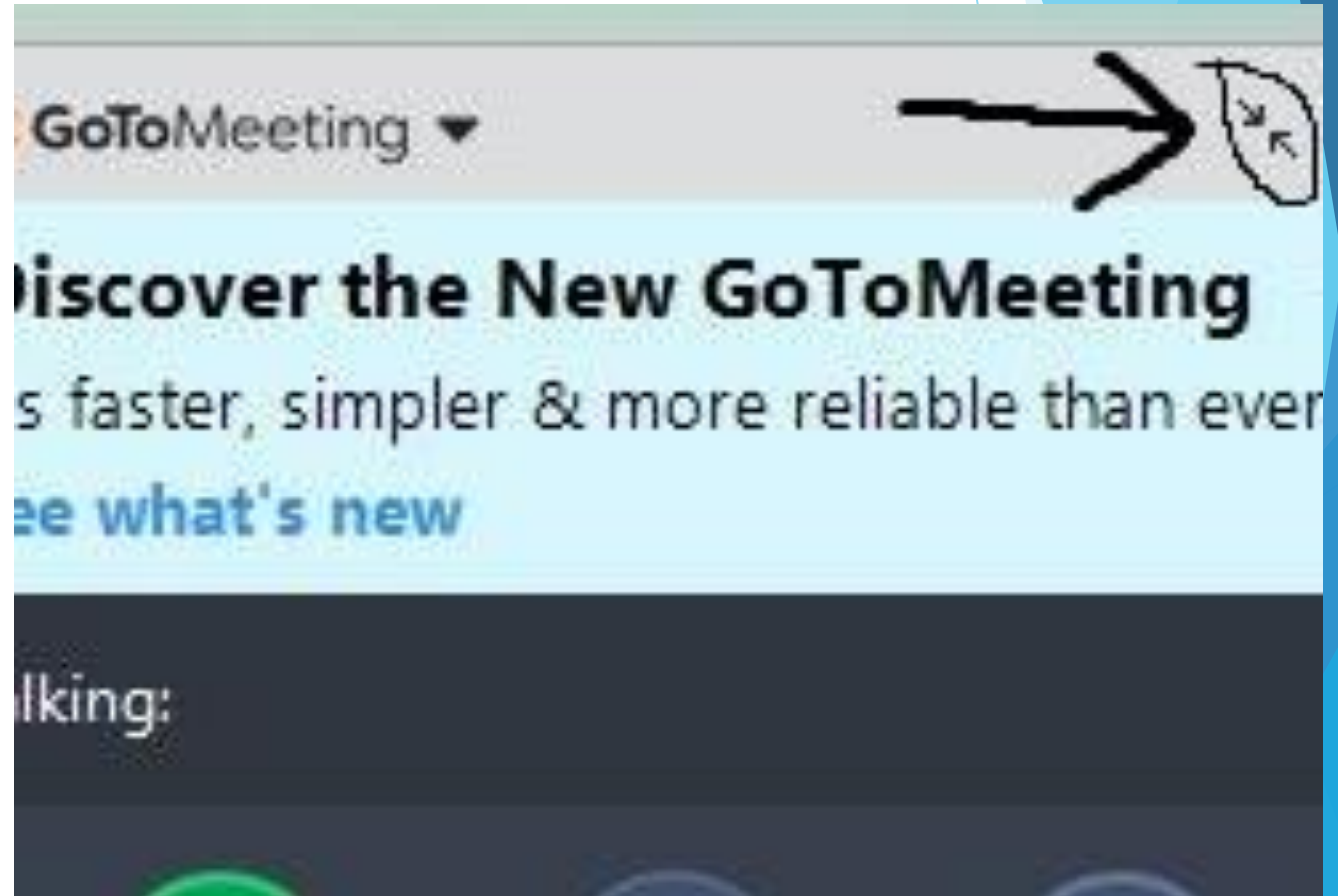 GoToMeeting
Discover the New GoToMeeting
s faster, simpler & more reliable than ever
ee what's new
lking: